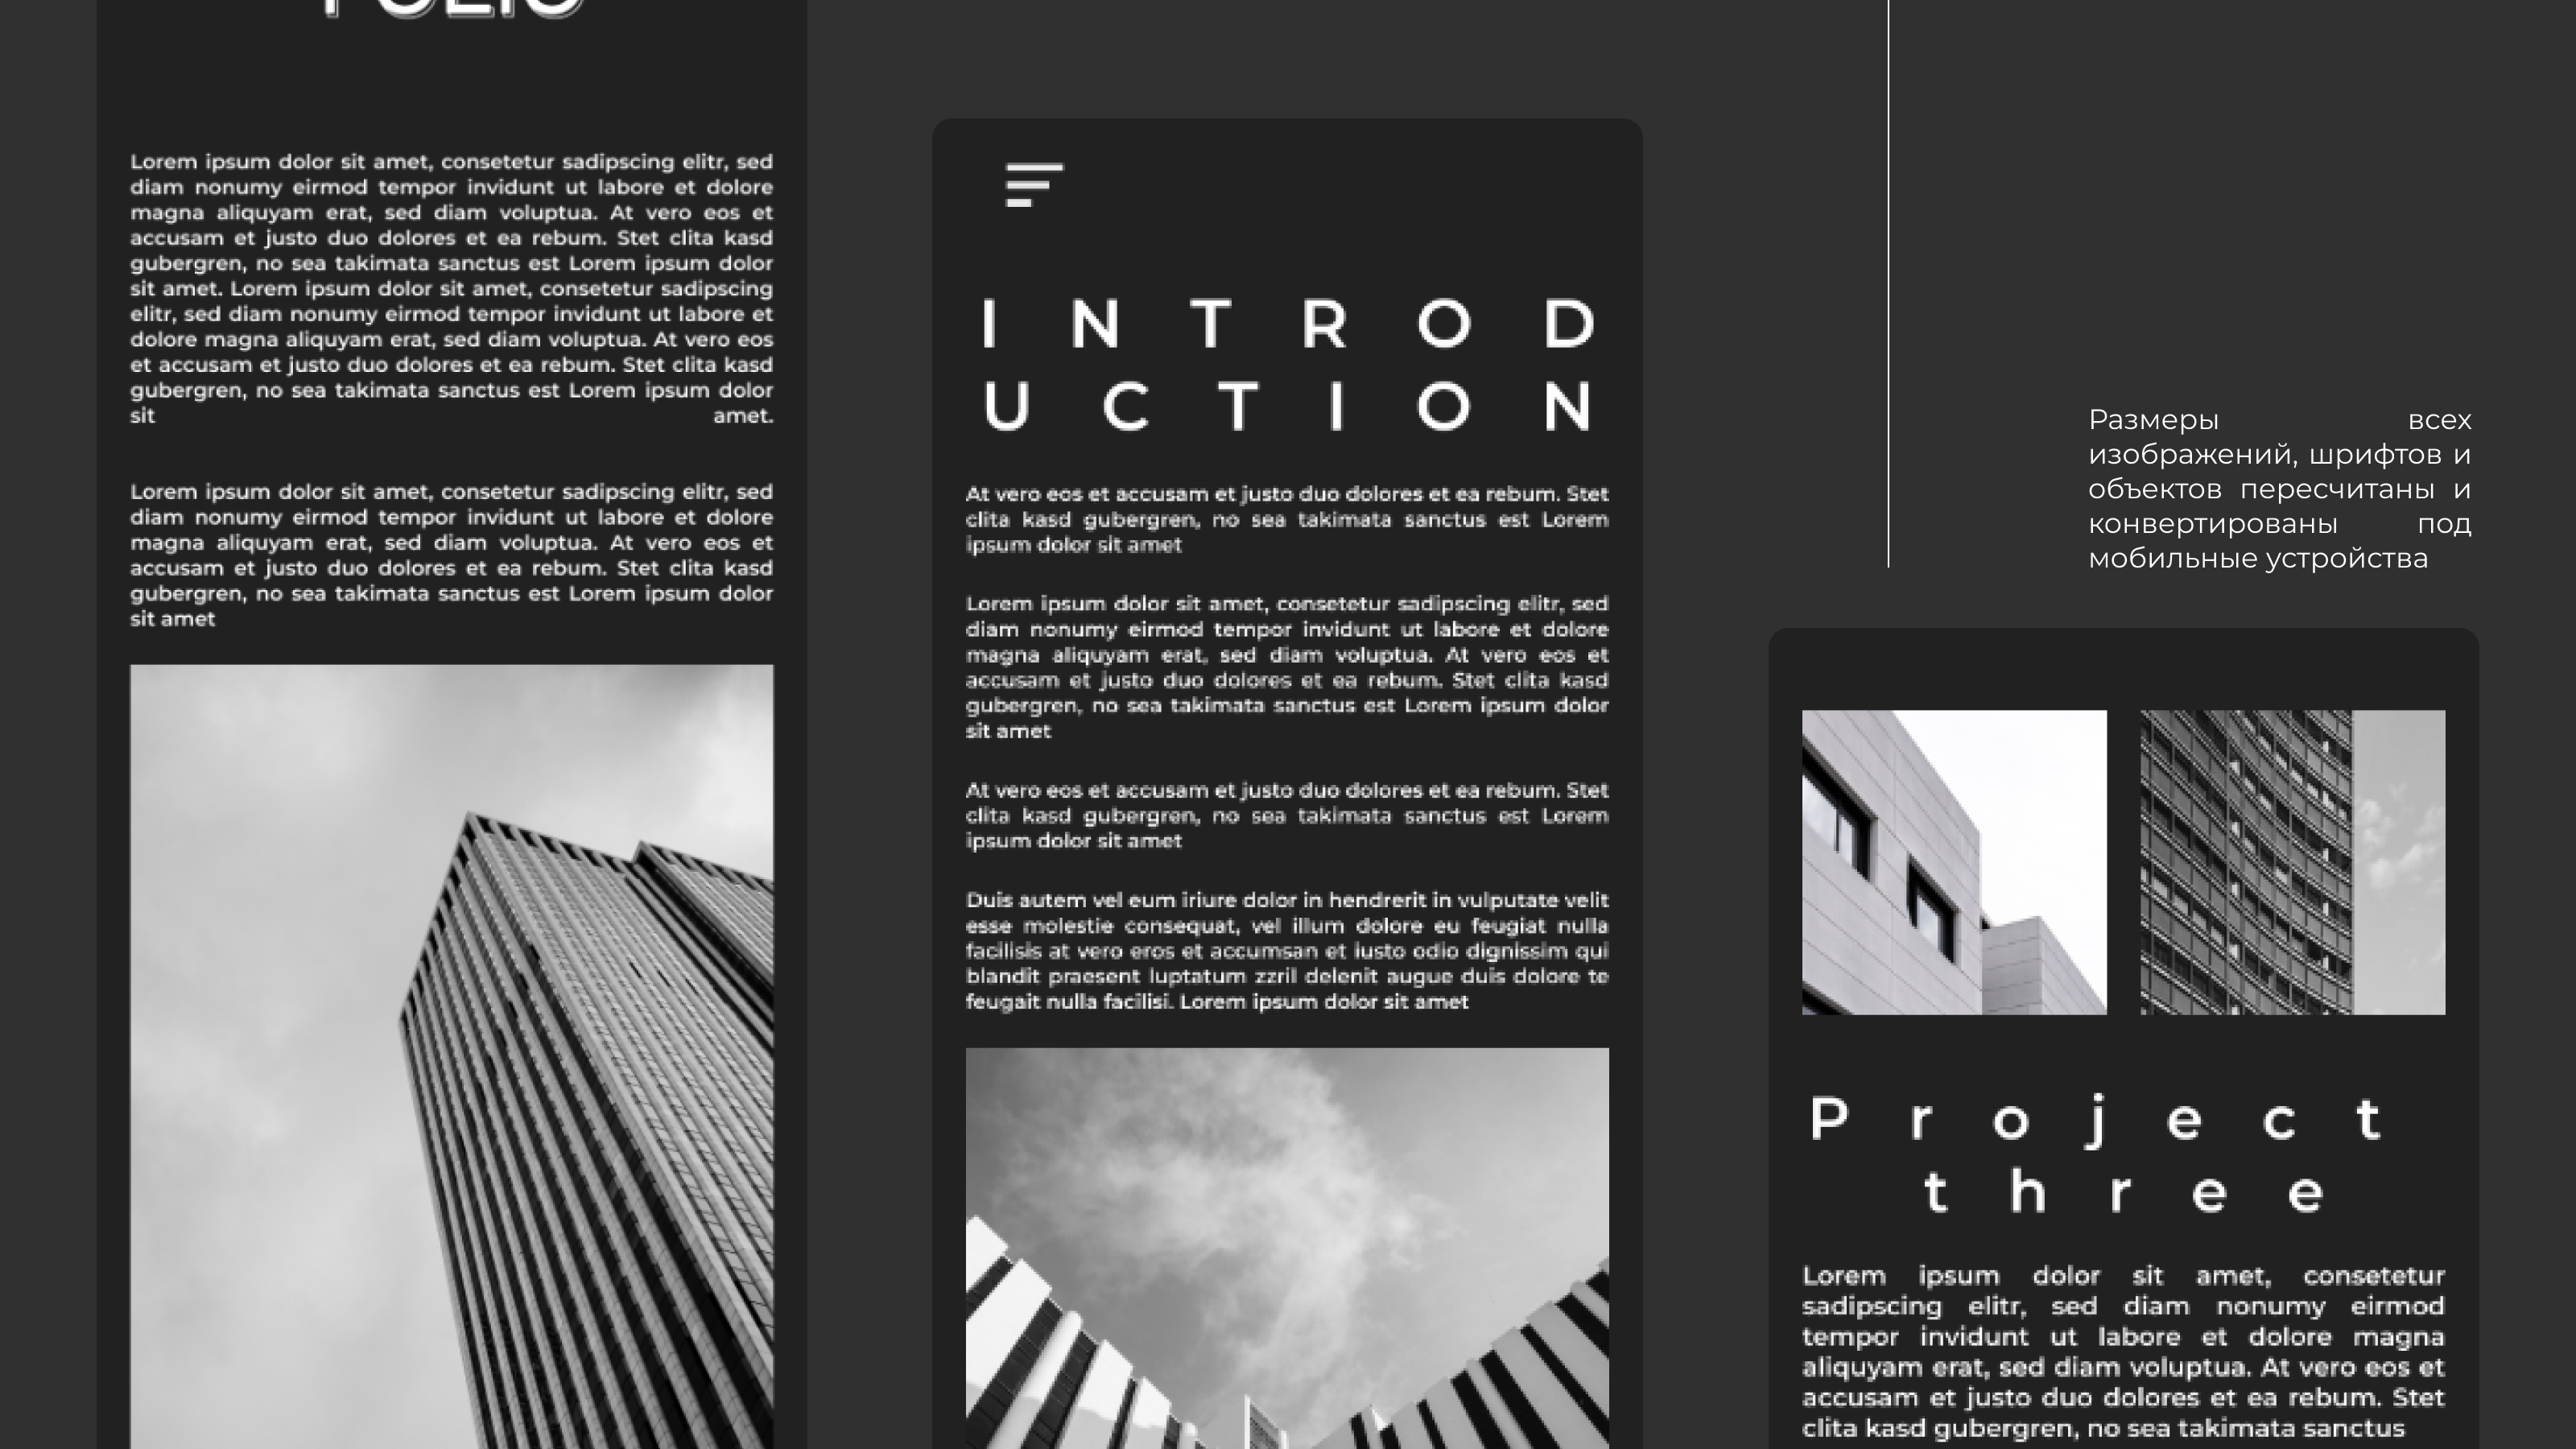 FOLIO
Lorem ipsum dolor sit amet, consetetur sadipscing elitr, sed
diam nonumy eirmod tempor invidunt ut labore et dolore
magna aliquyam erat, sed diam voluptua. At vero eos et
accusam et justo duo dolores et ea rebum. Stet clita kasd
gubergren, no sea takimata sanctus est Lorem ipsum dolor
sit amet. Lorem ipsum dolor sit amet, consetetur sadipscing
elitr, sed diam nonumy eirmod tempor invidunt ut labore et
dolore magna aliquyam erat, sed diam voluptua. At vero eos
et accusam et justo duo dolores et ea rebum. Stet clita kasd
gubergren, no sea takimata sanctus est Lorem ipsum dolor
sit amet.
Lorem ipsum dolor sit amet, consetetur sadipscing elitr, sed
diam nonumy eirmod tempor invidunt ut labore et dolore
magna aliquyam erat, sed diam voluptua. At vero eos et
accusam et justo duo dolores et ea rebum. Stet clita kasd
gubergren, no sea takimata sanctus est Lorem ipsum dolor
sit amet
INTROD
UCTION
At vero eos et accusam et justo duo dolores et ea rebum. Stet
clita kasd gubergren, no sea takimata sanctus est Lorem
ipsum dolor sit amet
Lorem ipsum dolor sit amet, consetetur sadipscing elitr, sed
diam nonumy eirmod tempor invidunt ut labore et dolore
magna aliquyam erat, sed diam voluptua. At vero eos et
accusam et justo duo dolores et ea rebum. Stet clita kasd
gubergren, no sea takimata sanctus est Lorem ipsum dolor
sit amet
At vero eos et accusam et justo duo dolores et ea rebum. Stet
clita kasd gubergren, no sea takimata sanctus est Lorem
ipsum dolor sit amet
Duis autem vel eum iriure dolor in hendrerit in vulputate velit
esse molestie consequat, vel illum dolore eu feugiat nulla
facilisis at vero eros et accumsan et iusto odio dignissim qui
blandit praesent luptatum zzril delenit augue duis dolore te
feugait nulla facilisi. Lorem ipsum dolor sit amet
Размеры всех
изображений, шрифтов и
объектов пересчитаны и
конвертированы под
мобильные устройства
Project
three
Lorem ipsum dolor sit amet, consetetur
sadipscing elitr, sed diam nonumy eirmod
tempor invidunt ut labore et dolore magna
aliquyam erat, sed diam voluptua. At vero eos et
accusam et justo duo dolores et ea rebum. Stet
clita kasd gubergren, no sea takimata sanctus